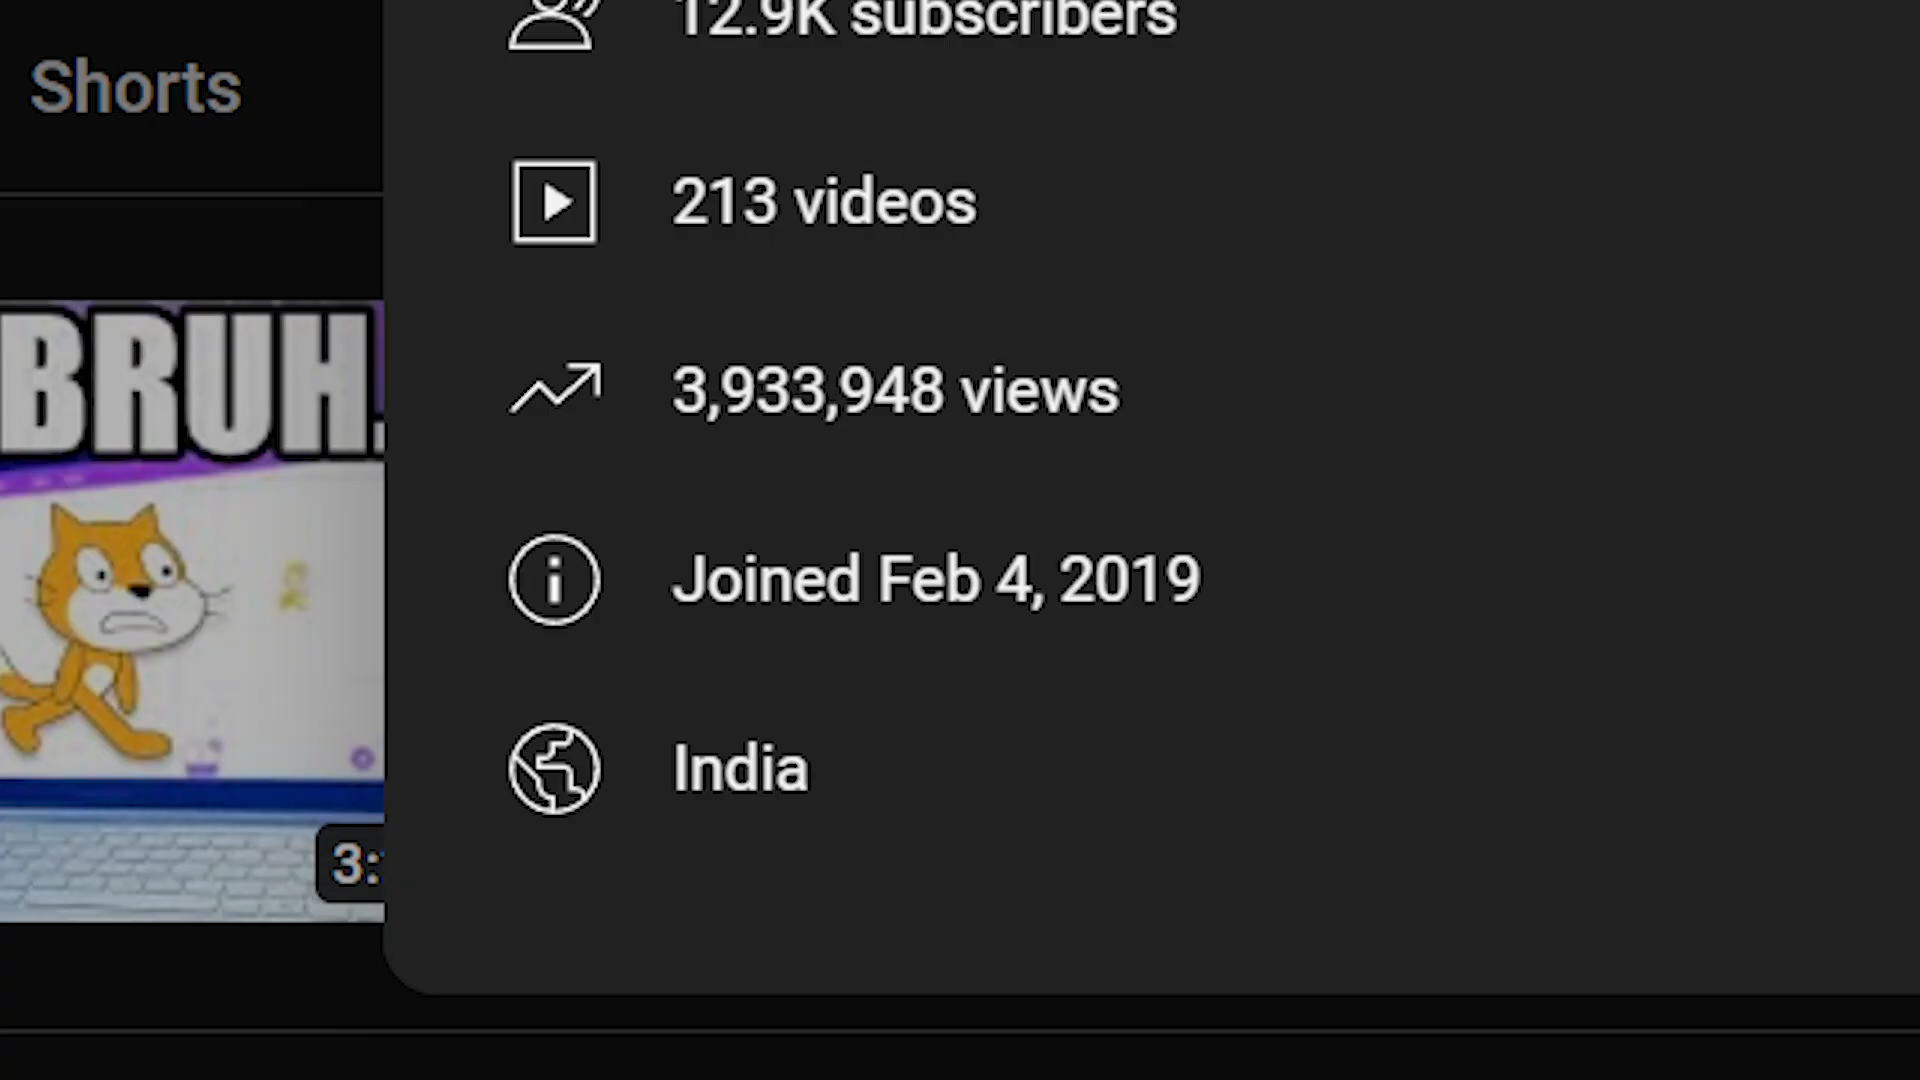 12.9K subscribers
Shorts
213 videos
BRUH.
3,933,948 views
Joined Feb 4, 2019
India
3: